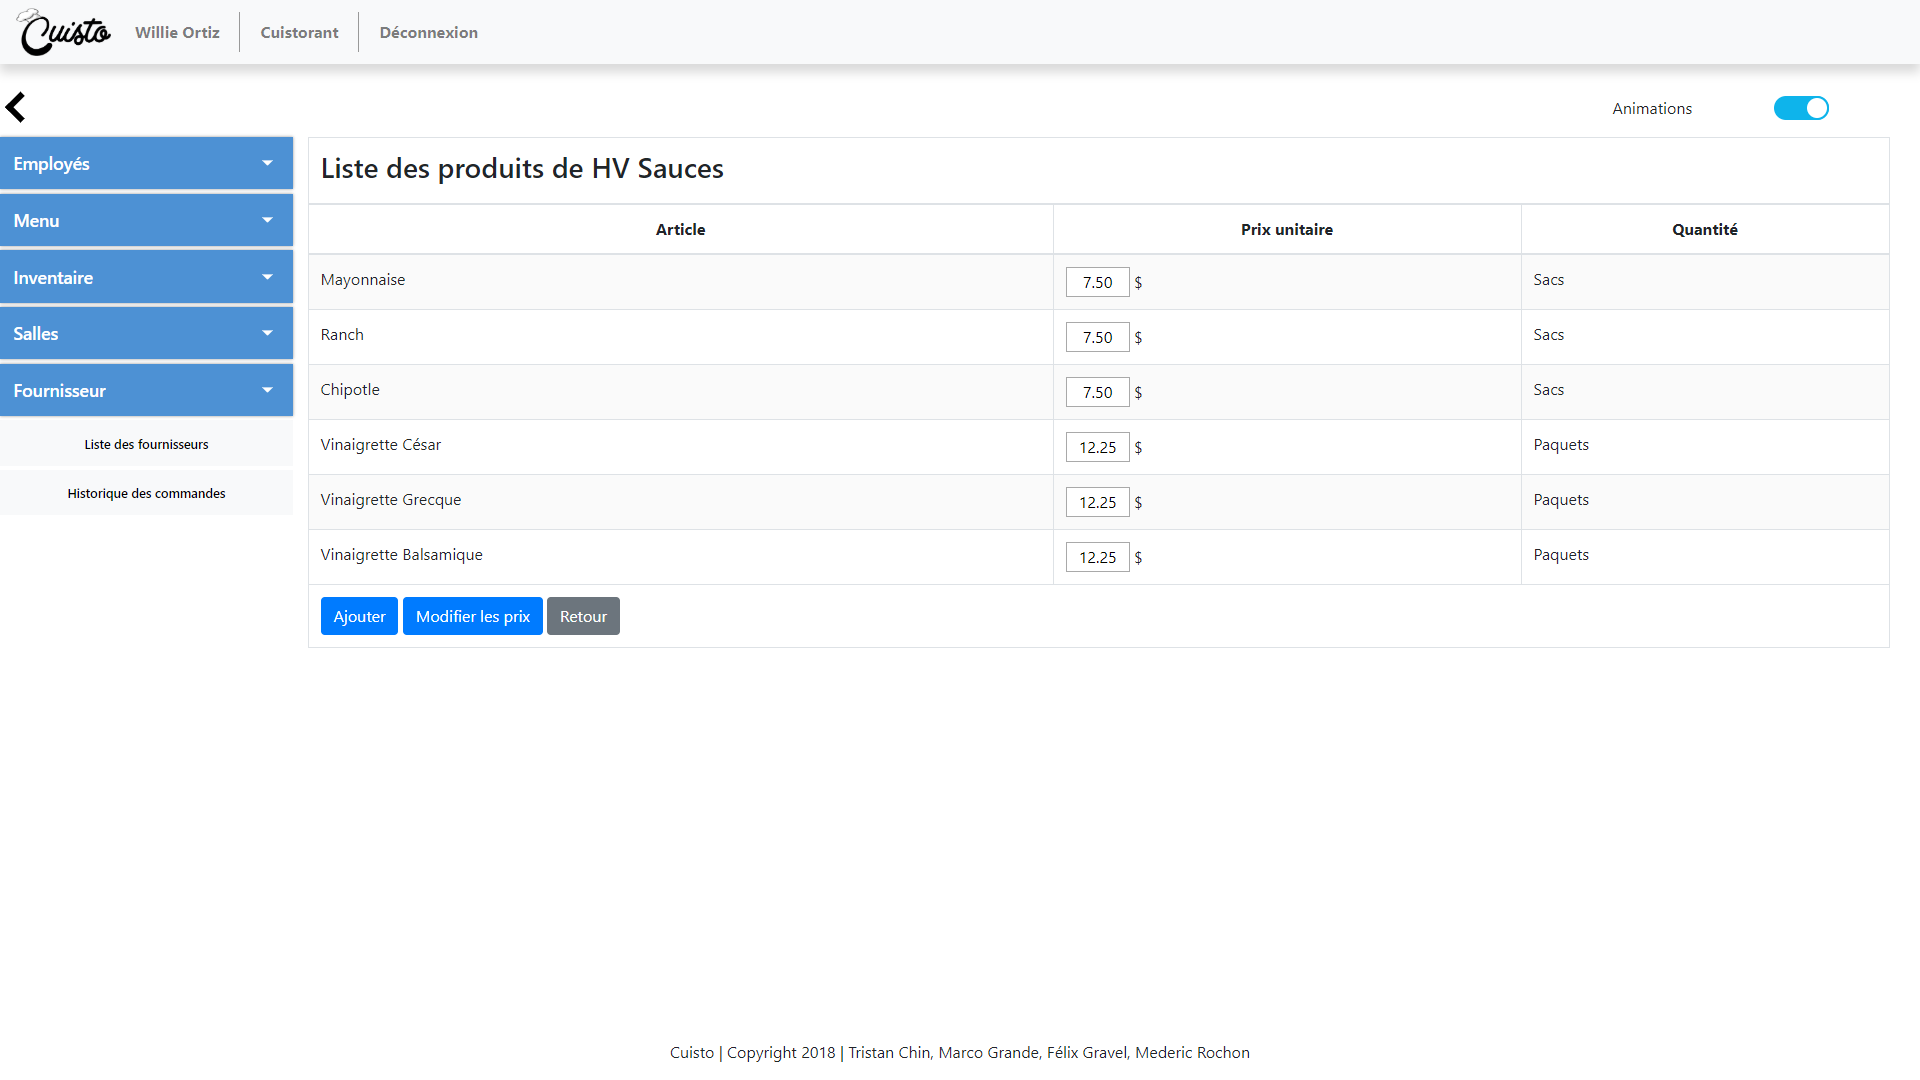 Cuisto
Willie Ortiz
Cuistorant
Déconnexion
Animations
Employés
Menu
Inventaire
Salles
Fournisseur
Liste des fournisseurs
Historique des commandes
Liste des produits de HV Sauces
Article Prix unitaire Quantité
Mayonnaise 7.50 $ Sacs
Ranch 7.50 $ Sacs
Chipotle 7.50 $ Sacs
Vinaigrette César 12.25 $ Paquets
Vinaigrette Grecque 12.25 $ Paquets
Vinaigrette Balsamique 12.25 $ Paquets
Ajouter Modifier les prix Retour
Cuisto | Copyright 2018 | Tristan Chin, Marco Grande, Félix Gravel, Mederic Rochon